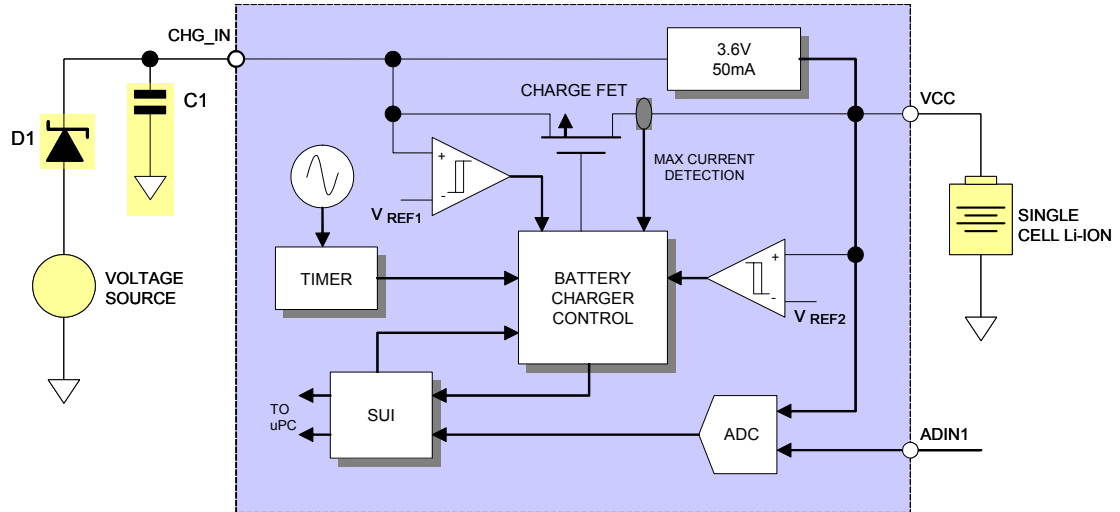 CHG_IN
C1
D1
VOLTAGE
SOURCE
3.6V
50mA
CHARGE FET
MAX CURRENT
DETECTION
VCC
+
-
V REF1
TIMER
BATTERY
CHARGER
CONTROL
+
-
V REF2
SINGLE
CELL Li-ION
TO
uPC
SUI
ADC
ADIN1